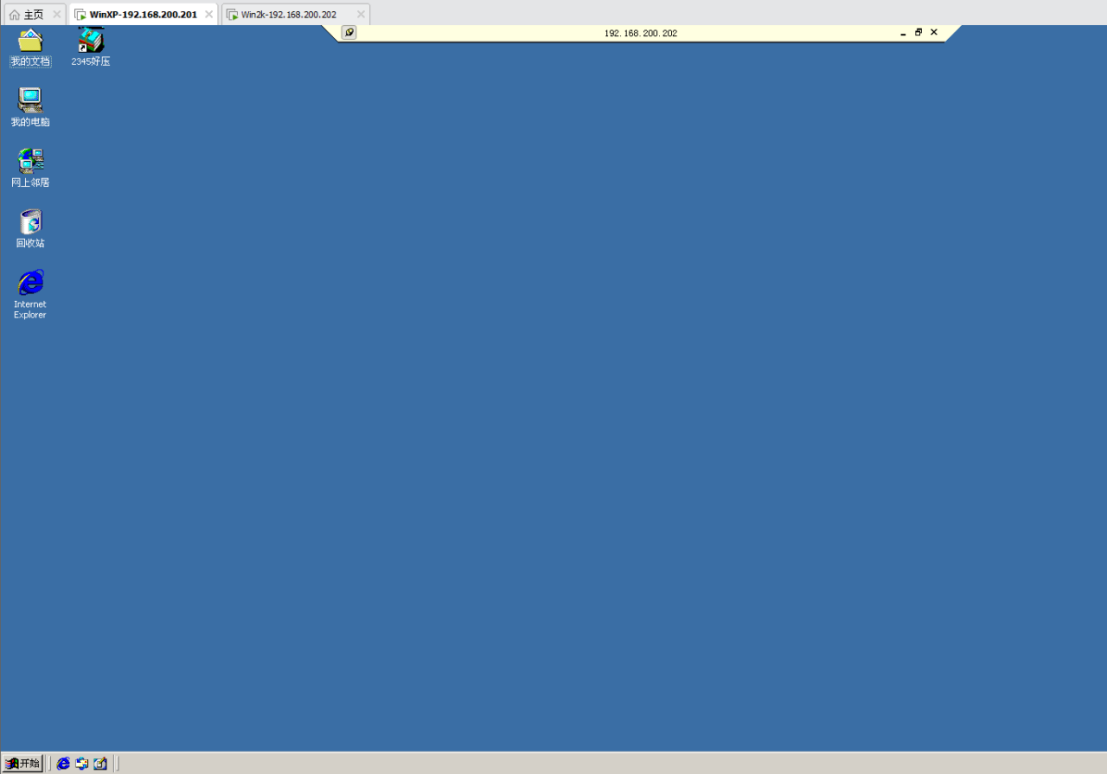 主页
WinXP-192.168.200.201
Win2k-192.168.200.202
192.168.200.202
我的文档
2345好压
我的电脑
网上邻居
回收站
Internet
Explorer
开始